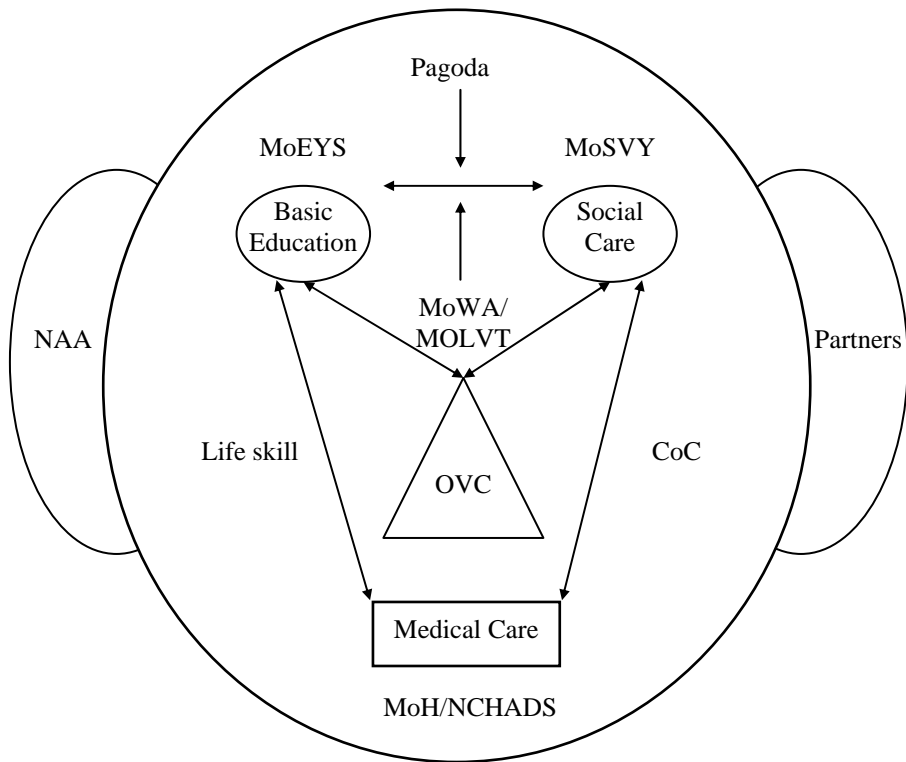 Pagoda
MoEYS
MoSVY
Basic
Education
Social
Care
MoWA/
MOLVT
NAA
Partners
Life skill
CoC
OVC
Medical Care
MoH/NCHADS